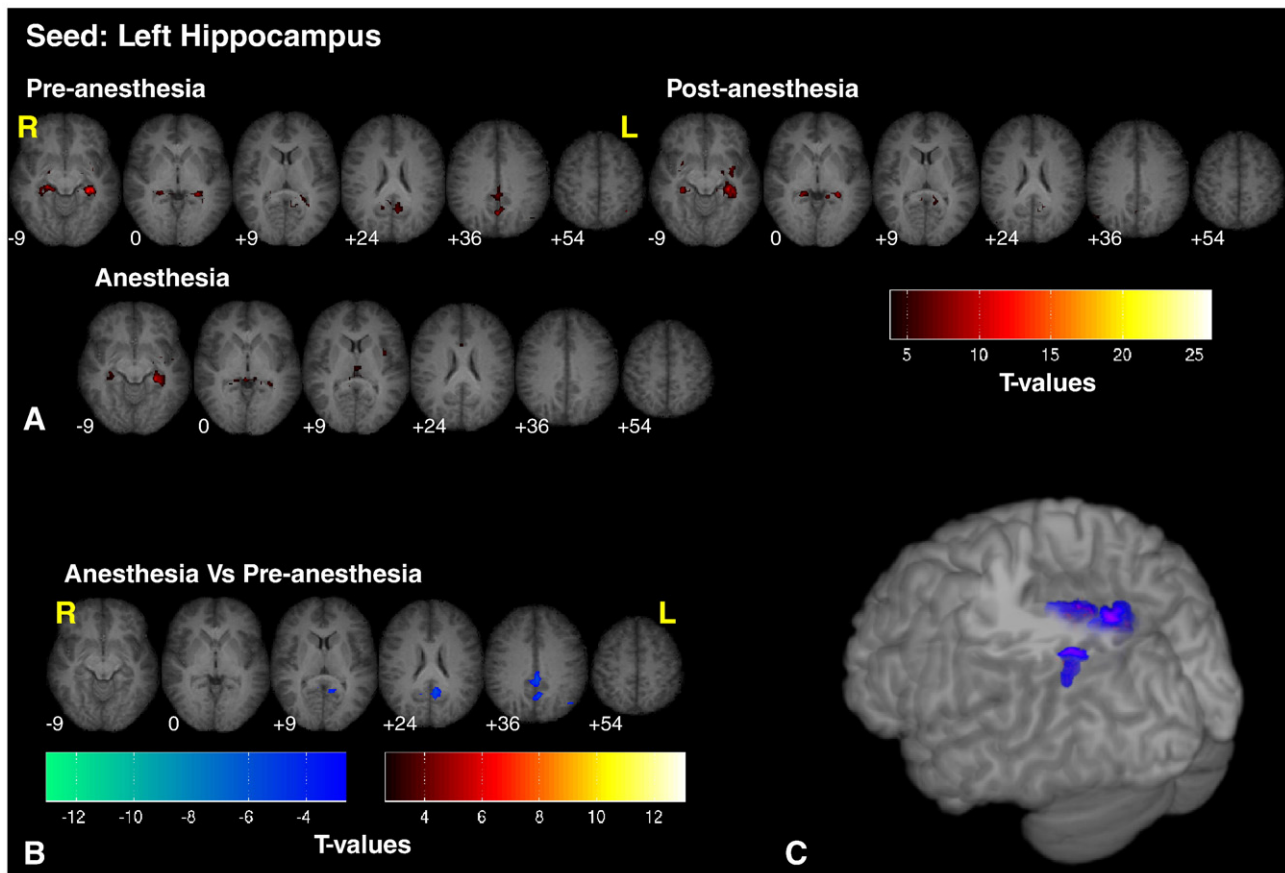 Seed: Left Hippocampus
Pre-anesthesia
Post-anesthesia
R
L
-9
0
+9
+24
+36
+54
-9
0
+9
+24
+36
+54
Anesthesia
5
10
15
20
25
T-values
A
-9
0
+9
+24
+36
+54
Anesthesia Vs Pre-anesthesia
R
L
-9
0
+9
+24
+36
+54
-12
-10
-8
-6
-4
4
6
8
10
12
T-values
B
C